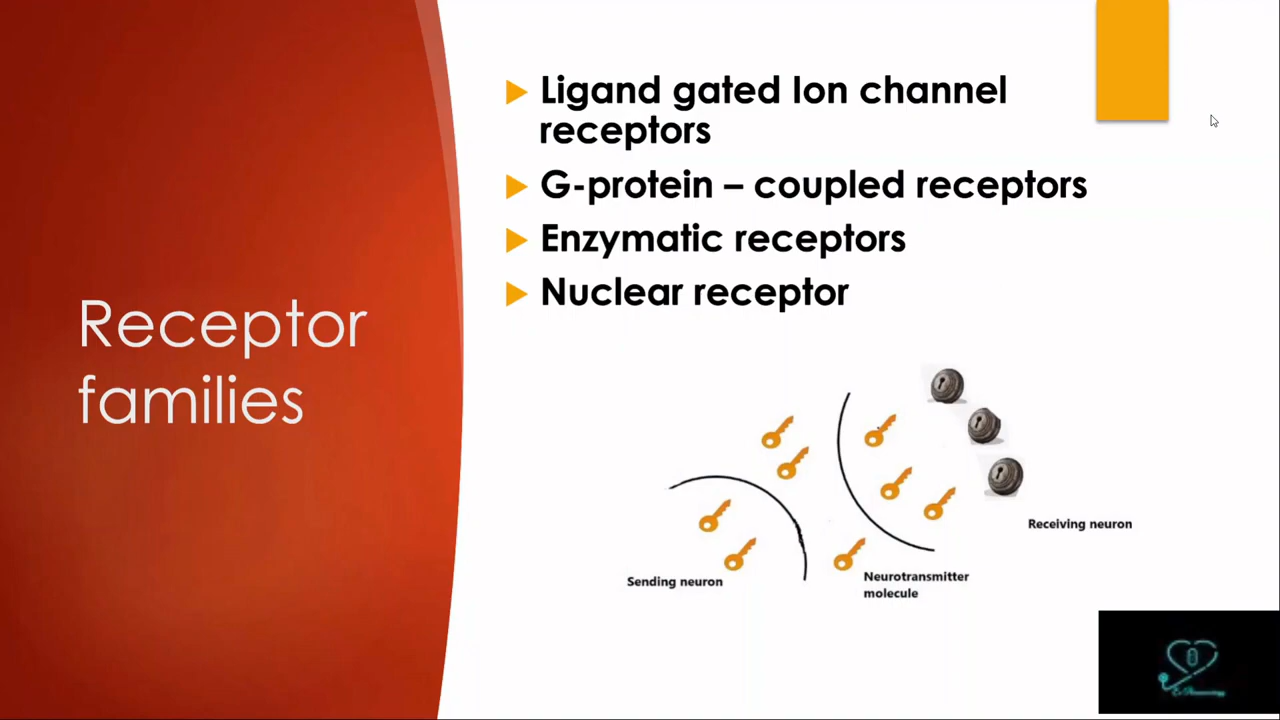 Receptor
families
Ligand gated Ion channel
receptors
G-protein – coupled receptors
Enzymatic receptors
Nuclear receptor
Receiving neuron
Sending neuron
Neurotransmitter
molecule